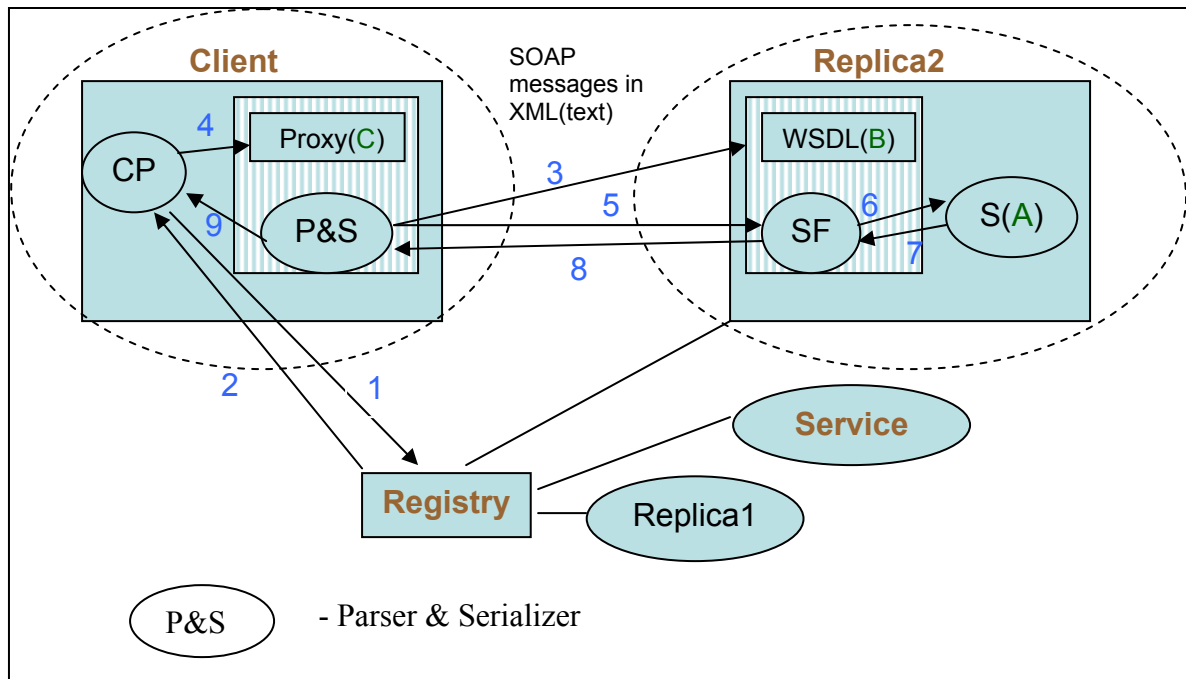 Client
SOAP
messages in
XML(text)
Replica2
4
Proxy(C)
CP
9
P&S
3
5
8
WSDL(B)
SF
6
7
S(A)
2
1
Service
Registry
Replica1
P&S
- Parser & Serializer